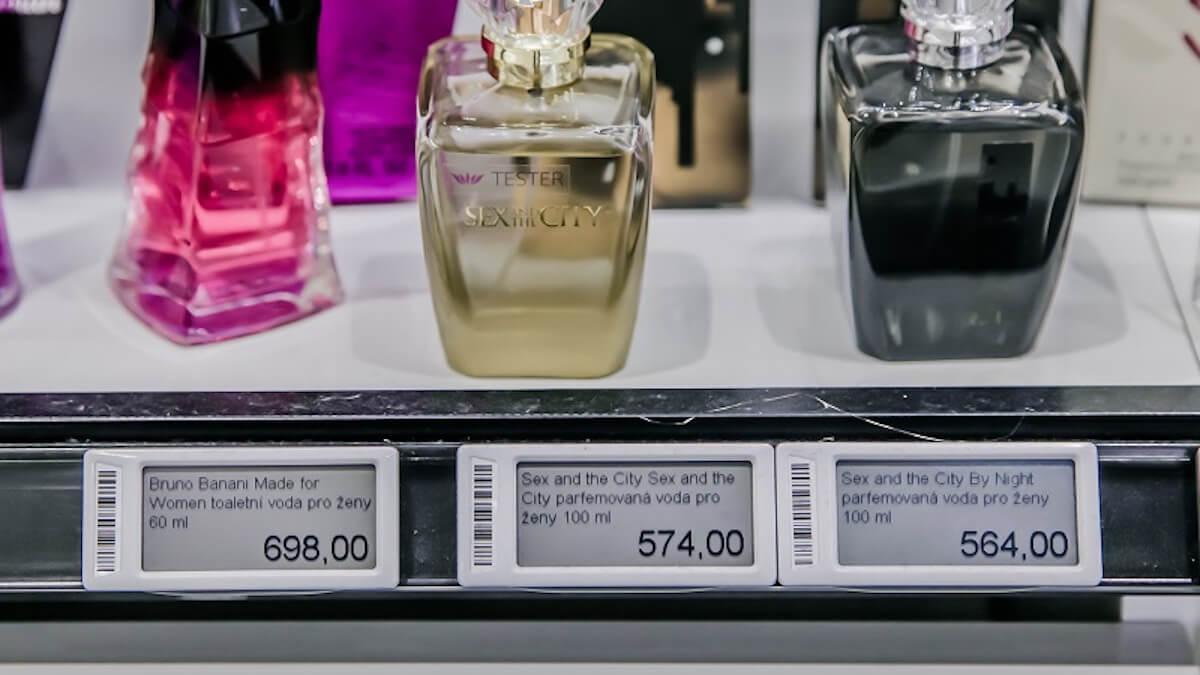 TESTER
SEX AND THE CITY
Bruno Banani Made for
Women toaletní voda pro ženy
60 ml
698,00
Sex and the City Sex and the
City parfemovaná voda pro
ženy 100 ml
574,00
Sex and the City By Night
parfemovaná voda pro ženy
100 ml
564,00